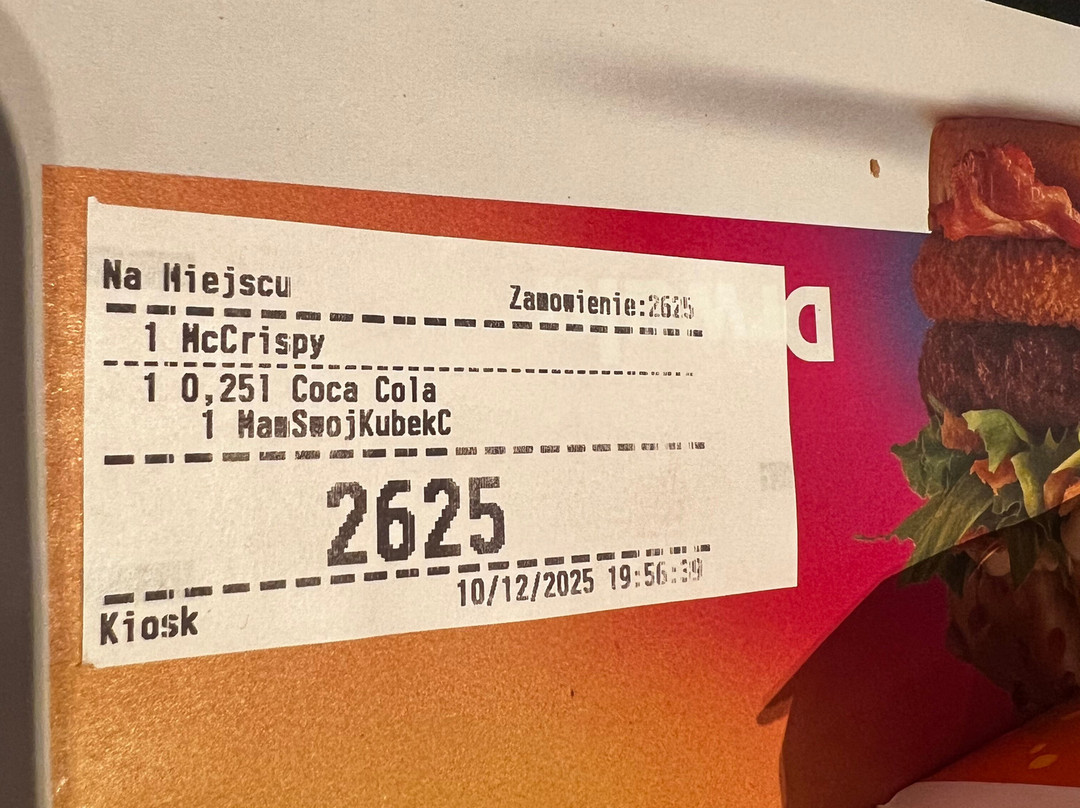 Na Miejscu
Zamowienie:2625
1 McCrispy
1 0,25l Coca Cola
1 MamSwojKubekC
2625
10/12/2025 19:56:39
Kiosk